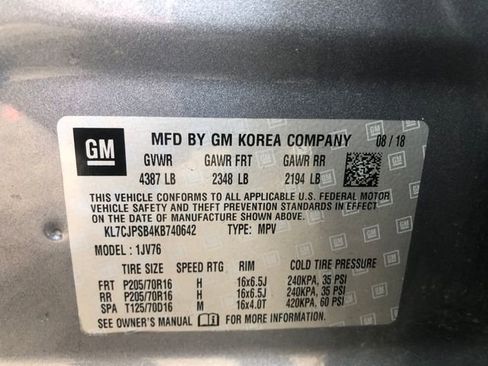 GM MFD BY GM KOREA COMPANY 08 / 18
GVWR GAWR FRT GAWR RR
4387 LB 2348 LB 2194 LB
THIS VEHICLE CONFORMS TO ALL APPLICABLE U.S. FEDERAL MOTOR
VEHICLE SAFETY AND THEFT PREVENTION STANDARDS IN EFFECT
ON THE DATE OF MANUFACTURE SHOWN ABOVE.
KL7CJPSB4KB740642 TYPE: MPV
MODEL: 1JV76
TIRE SIZE SPEED RTG RIM COLD TIRE PRESSURE
FRT P205/70R16 H 16x6.5J 240KPA, 35 PSI
RR P205/70R16 H 16x6.5J 240KPA, 35 PSI
SPA T125/70D16 M 16x4.0T 420KPA, 60 PSI
SEE OWNER'S MANUAL FOR MORE INFORMATION.